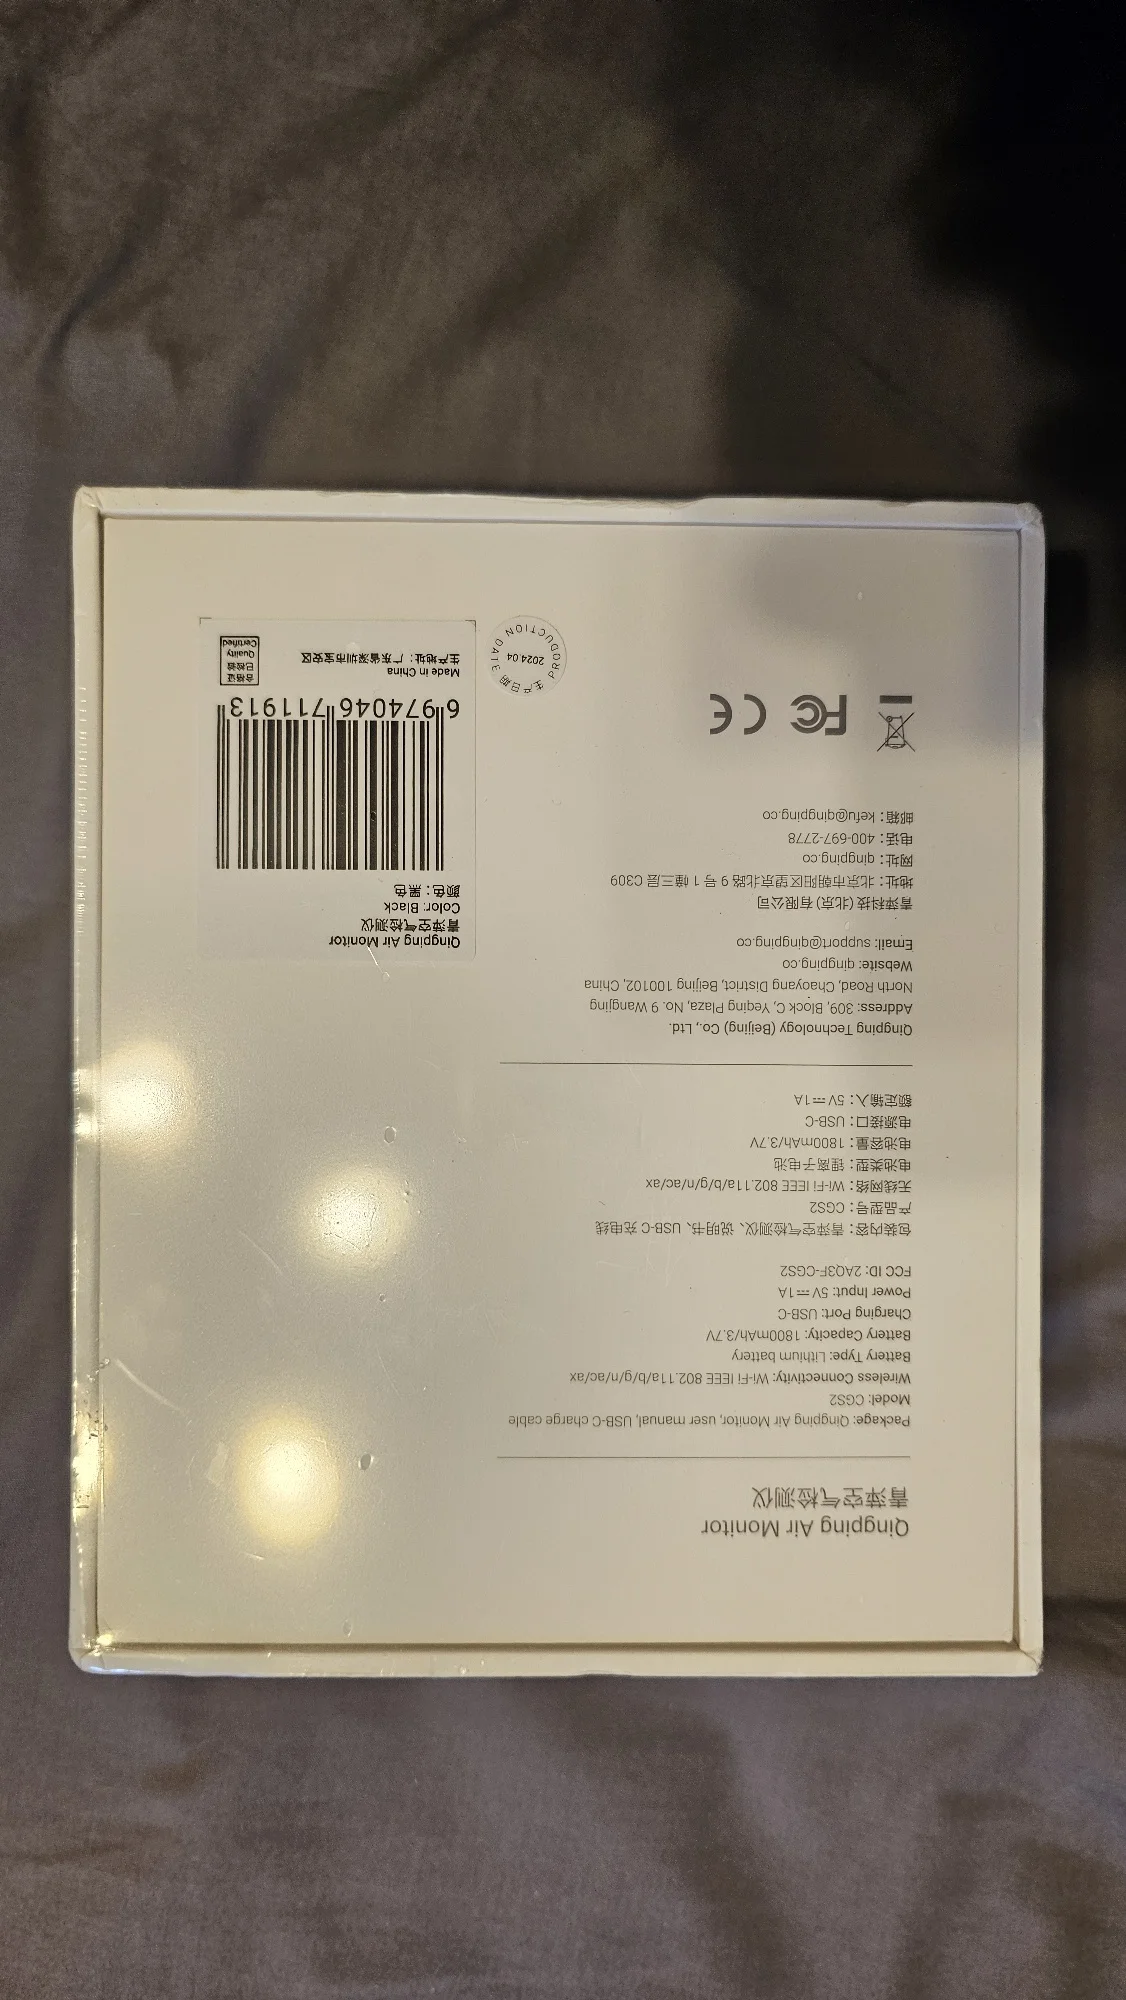 Qingping Air Monitor
青萍空气检测仪
Package: Qingping Air Monitor, user manual, USB-C charge cable
Model: CGS2
Wireless Connectivity: Wi-Fi IEEE 802.11a/b/g/n/ac/ax
Battery Type: Lithium battery
Battery Capacity: 1800mAh/3.7V
Charging Port: USB-C
Power Input: 5V⎓1A
FCC ID: 2AQ3F-CGS2
包装内容：青萍空气检测仪、说明书、USB-C 充电线
产品型号：CGS2
无线网络：Wi-Fi IEEE 802.11a/b/g/n/ac/ax
电池类型：锂离子电池
电池容量：1800mAh/3.7V
电源接口：USB-C
额定输入：5V⎓1A
Qingping Technology (Beijing) Co., Ltd.
Address: 309, Block C, Yeqing Plaza, No. 9 Wangjing
North Road, Chaoyang District, Beijing 100102, China
Website: qingping.co
Email: support@qingping.co
青萍科技 (北京) 有限公司
地址：北京市朝阳区望京北路 9 号 1 幢三层 C309
网址：qingping.co
电话：400-697-2778
邮箱：kefu@qingping.co
FC CE
Qingping Air Monitor
青萍空气检测仪
Color: Black
颜色：黑色
6 974046 711913
Made in China
生产地址：广东省深圳市宝安区
合格证
已检验
Quality
Certified
生产日期
2024.04
PRODUCTION DATE